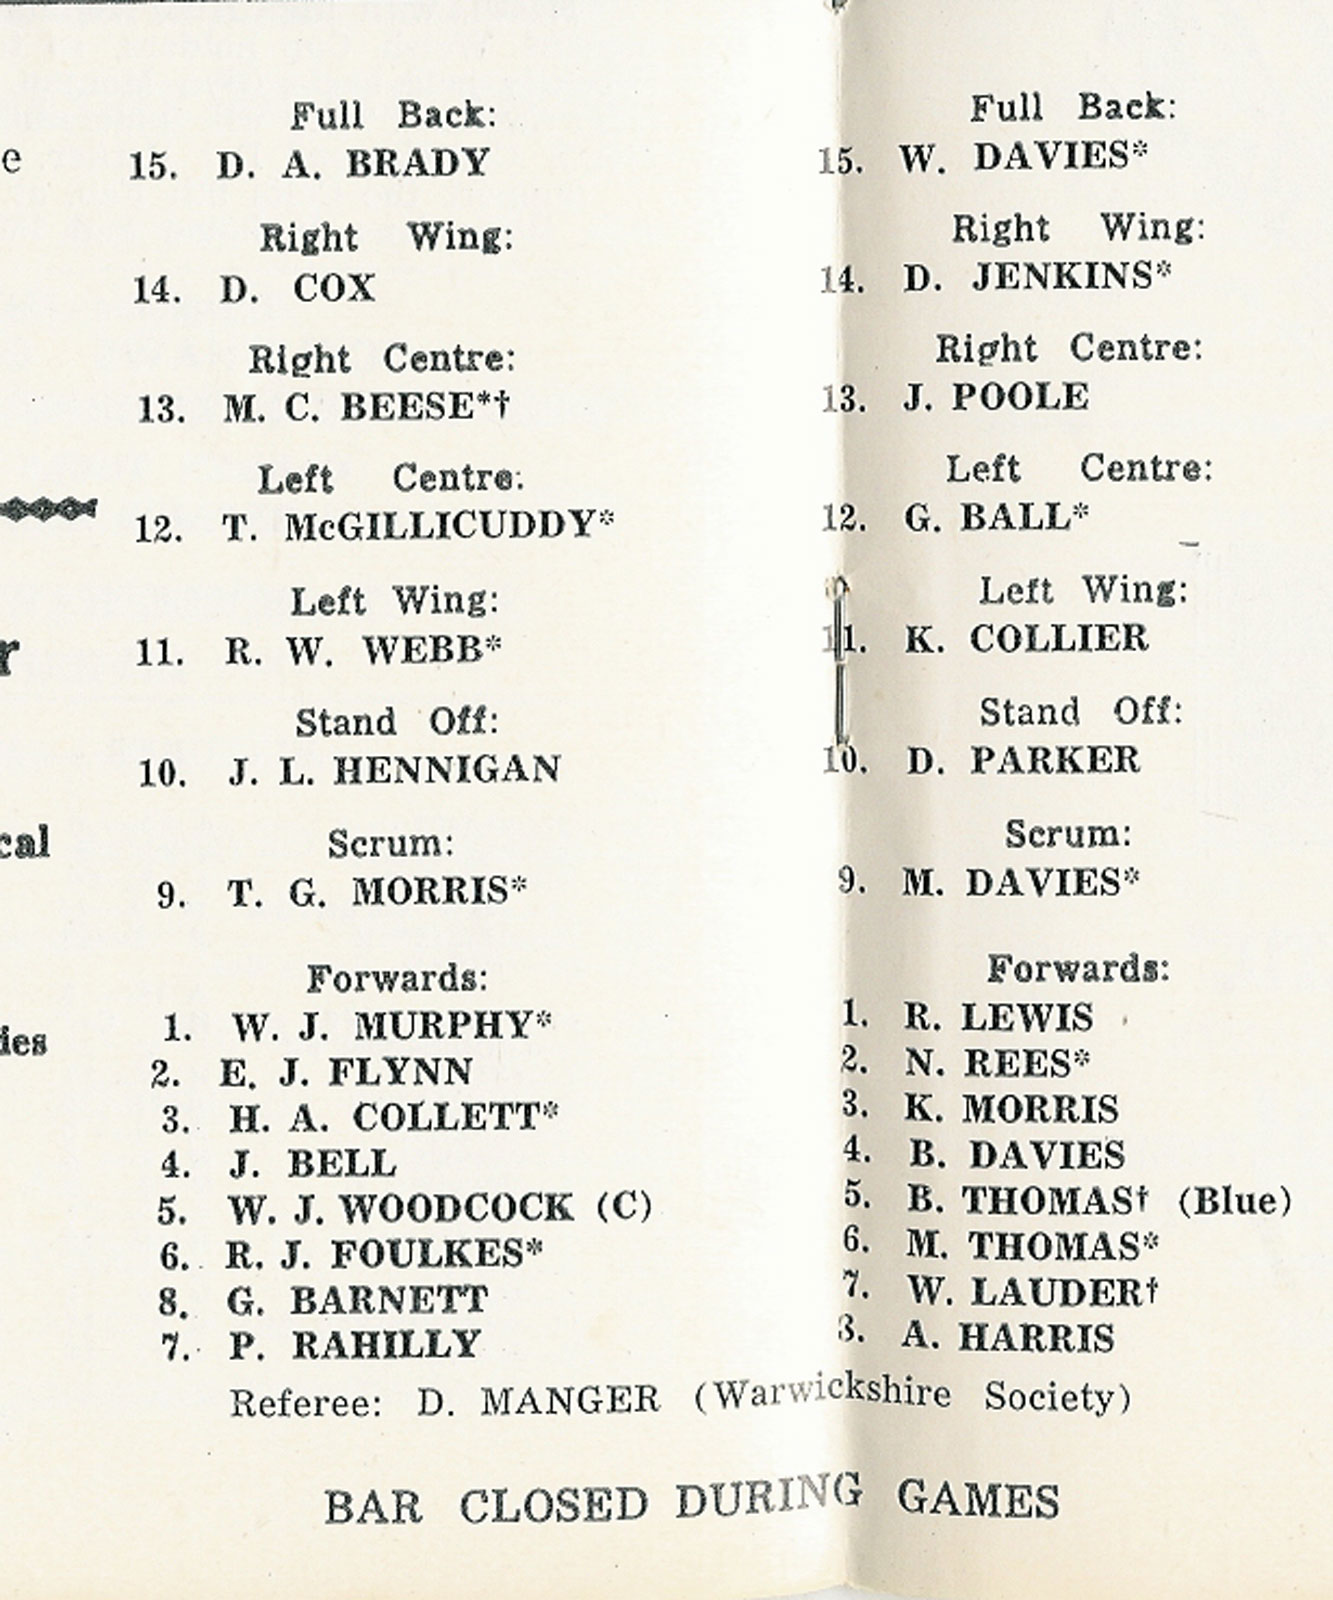 Full Back:
15. D. A. BRADY
Right Wing:
14. D. COX
Right Centre:
13. M. C. BEESE*†
Left Centre:
12. T. McGILLICUDDY*
Left Wing:
11. R. W. WEBB*
Stand Off:
10. J. L. HENNIGAN
Scrum:
9. T. G. MORRIS*
Forwards:
1. W. J. MURPHY*
2. E. J. FLYNN
3. H. A. COLLETT*
4. J. BELL
5. W. J. WOODCOCK (C)
6. R. J. FOULKES*
8. G. BARNETT
7. P. RAHILLY
Full Back:
15. W. DAVIES*
Right Wing:
14. D. JENKINS*
Right Centre:
13. J. POOLE
Left Centre:
12. G. BALL*
Left Wing:
11. K. COLLIER
Stand Off:
10. D. PARKER
Scrum:
9. M. DAVIES*
Forwards:
1. R. LEWIS
2. N. REES*
3. K. MORRIS
4. B. DAVIES
5. B. THOMAS† (Blue)
6. M. THOMAS*
7. W. LAUDER†
8. A. HARRIS
Referee: D. MANGER (Warwickshire Society)
BAR CLOSED DURING GAMES